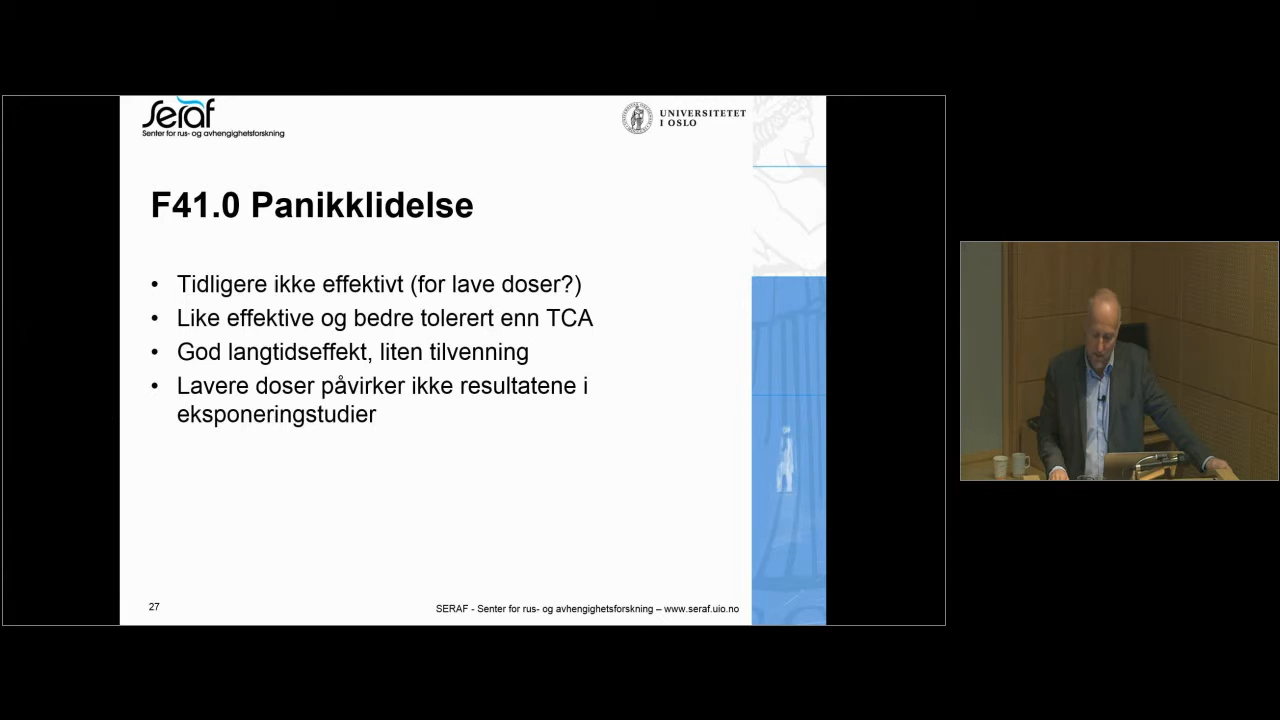 seraf
Senter for rus- og avhengighetsforskning
UNIVERSITETET
I OSLO
F41.0 Panikklidelse
• Tidligere ikke effektivt (for lave doser?)
• Like effektive og bedre tolerert enn TCA
• God langtidseffekt, liten tilvenning
• Lavere doser påvirker ikke resultatene i
eksponeringstudier
27
SERAF - Senter for rus- og avhengighetsforskning – www.seraf.uio.no